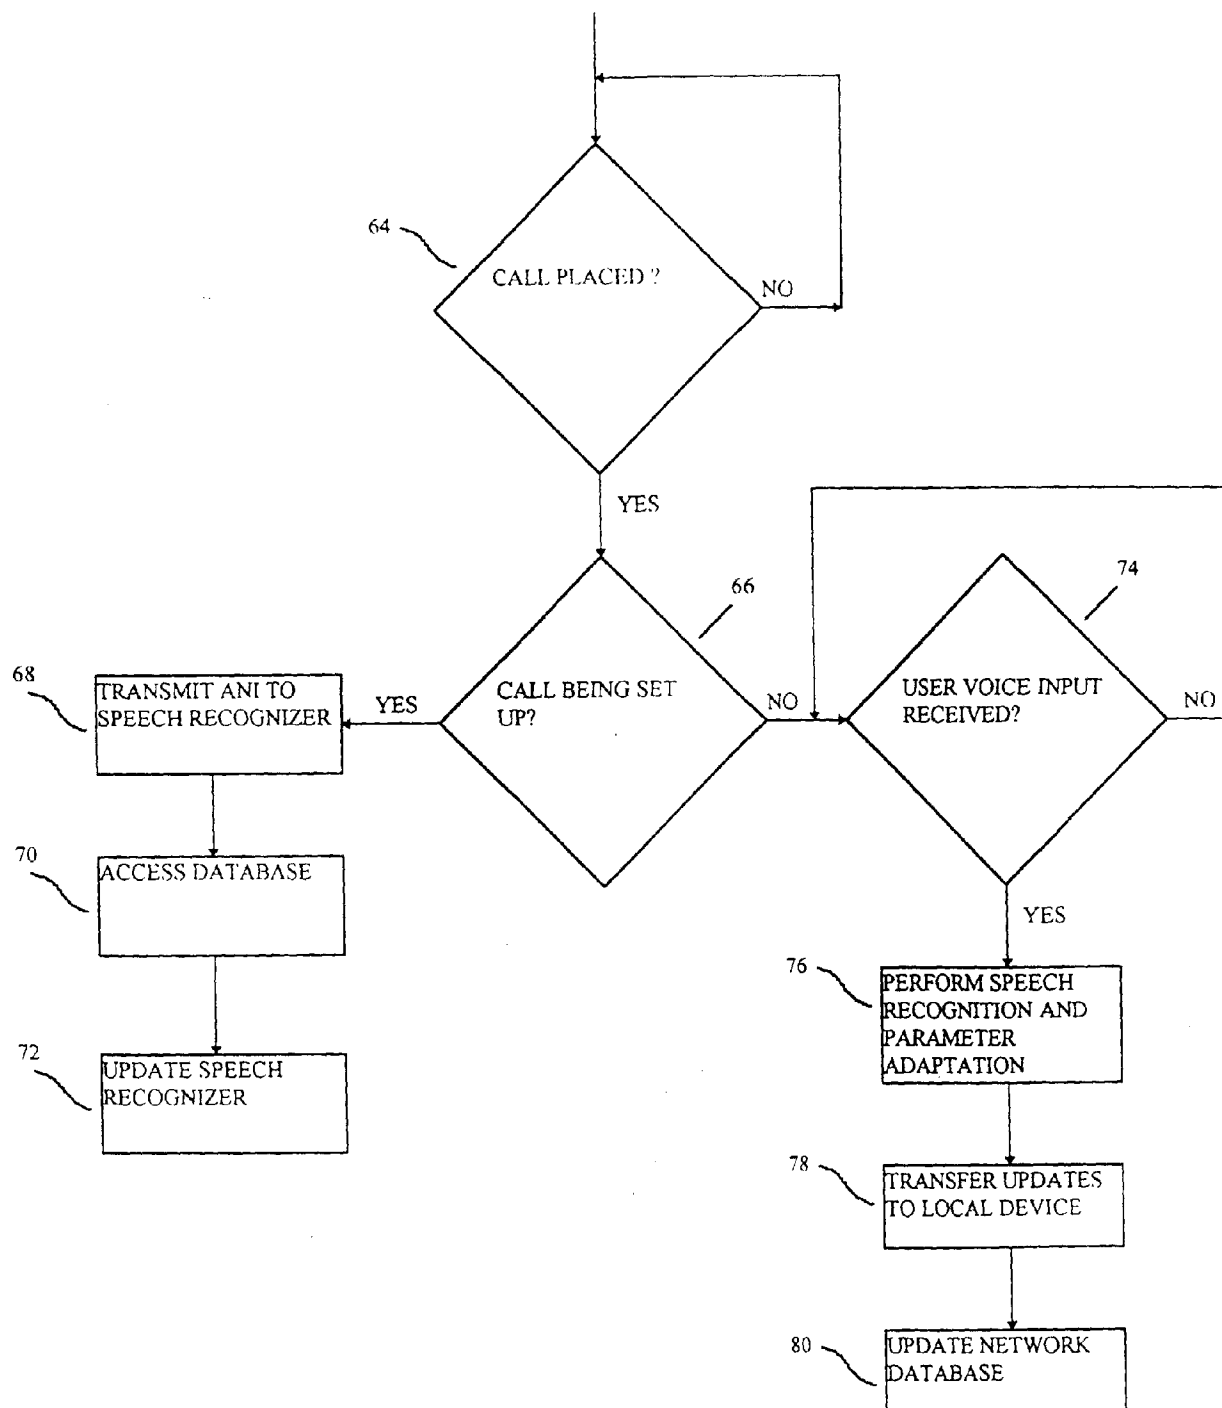 64
CALL PLACED ?
NO
YES
66
CALL BEING SET
UP?
YES
NO
68
TRANSMIT ANI TO
SPEECH RECOGNIZER
70
ACCESS DATABASE
72
UPDATE SPEECH
RECOGNIZER
74
USER VOICE INPUT
RECEIVED?
NO
YES
76
PERFORM SPEECH
RECOGNITION AND
PARAMETER
ADAPTATION
78
TRANSFER UPDATES
TO LOCAL DEVICE
80
UPDATE NETWORK
DATABASE